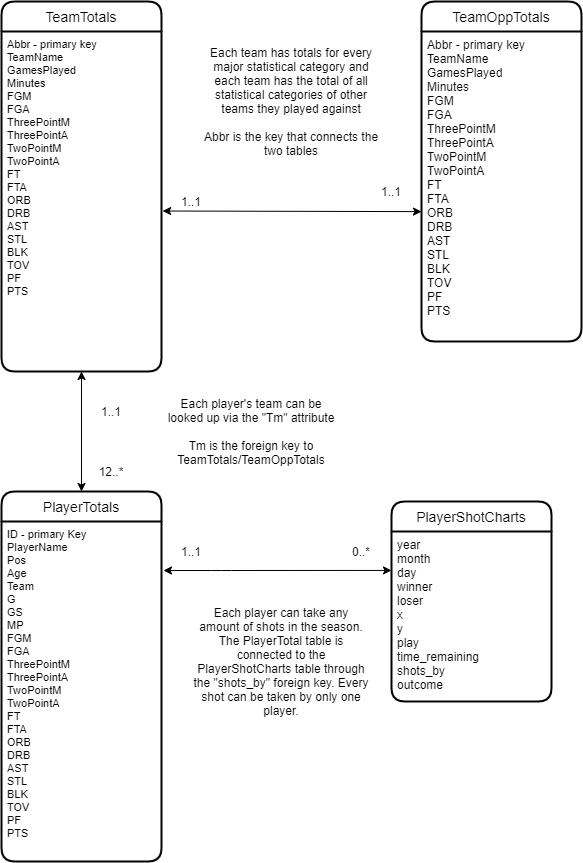 TeamTotals
Abbr - primary key
TeamName
GamesPlayed
Minutes
FGM
FGA
ThreePointM
ThreePointA
TwoPointM
TwoPointA
FT
FTA
ORB
DRB
AST
STL
BLK
TOV
PF
PTS
Each team has totals for every
major statistical category and
each team has the total of all
statistical categories of other
teams they played against
Abbr is the key that connects the
two tables
1..1
1..1
TeamOppTotals
Abbr - primary key
TeamName
GamesPlayed
Minutes
FGM
FGA
ThreePointM
ThreePointA
TwoPointM
TwoPointA
FT
FTA
ORB
DRB
AST
STL
BLK
TOV
PF
PTS
1..1
12..*
Each player's team can be
looked up via the "Tm" attribute
Tm is the foreign key to
TeamTotals/TeamOppTotals
PlayerTotals
ID - primary Key
PlayerName
Pos
Age
Team
G
GS
MP
FGM
FGA
ThreePointM
ThreePointA
TwoPointM
TwoPointA
FT
FTA
ORB
DRB
AST
STL
BLK
TOV
PF
PTS
1..1
0..*
Each player can take any
amount of shots in the season.
The PlayerTotal table is
connected to the
PlayerShotCharts table through
the "shots_by" foreign key. Every
shot can be taken by only one
player.
PlayerShotCharts
year
month
day
winner
loser
x
y
play
time_remaining
shots_by
outcome